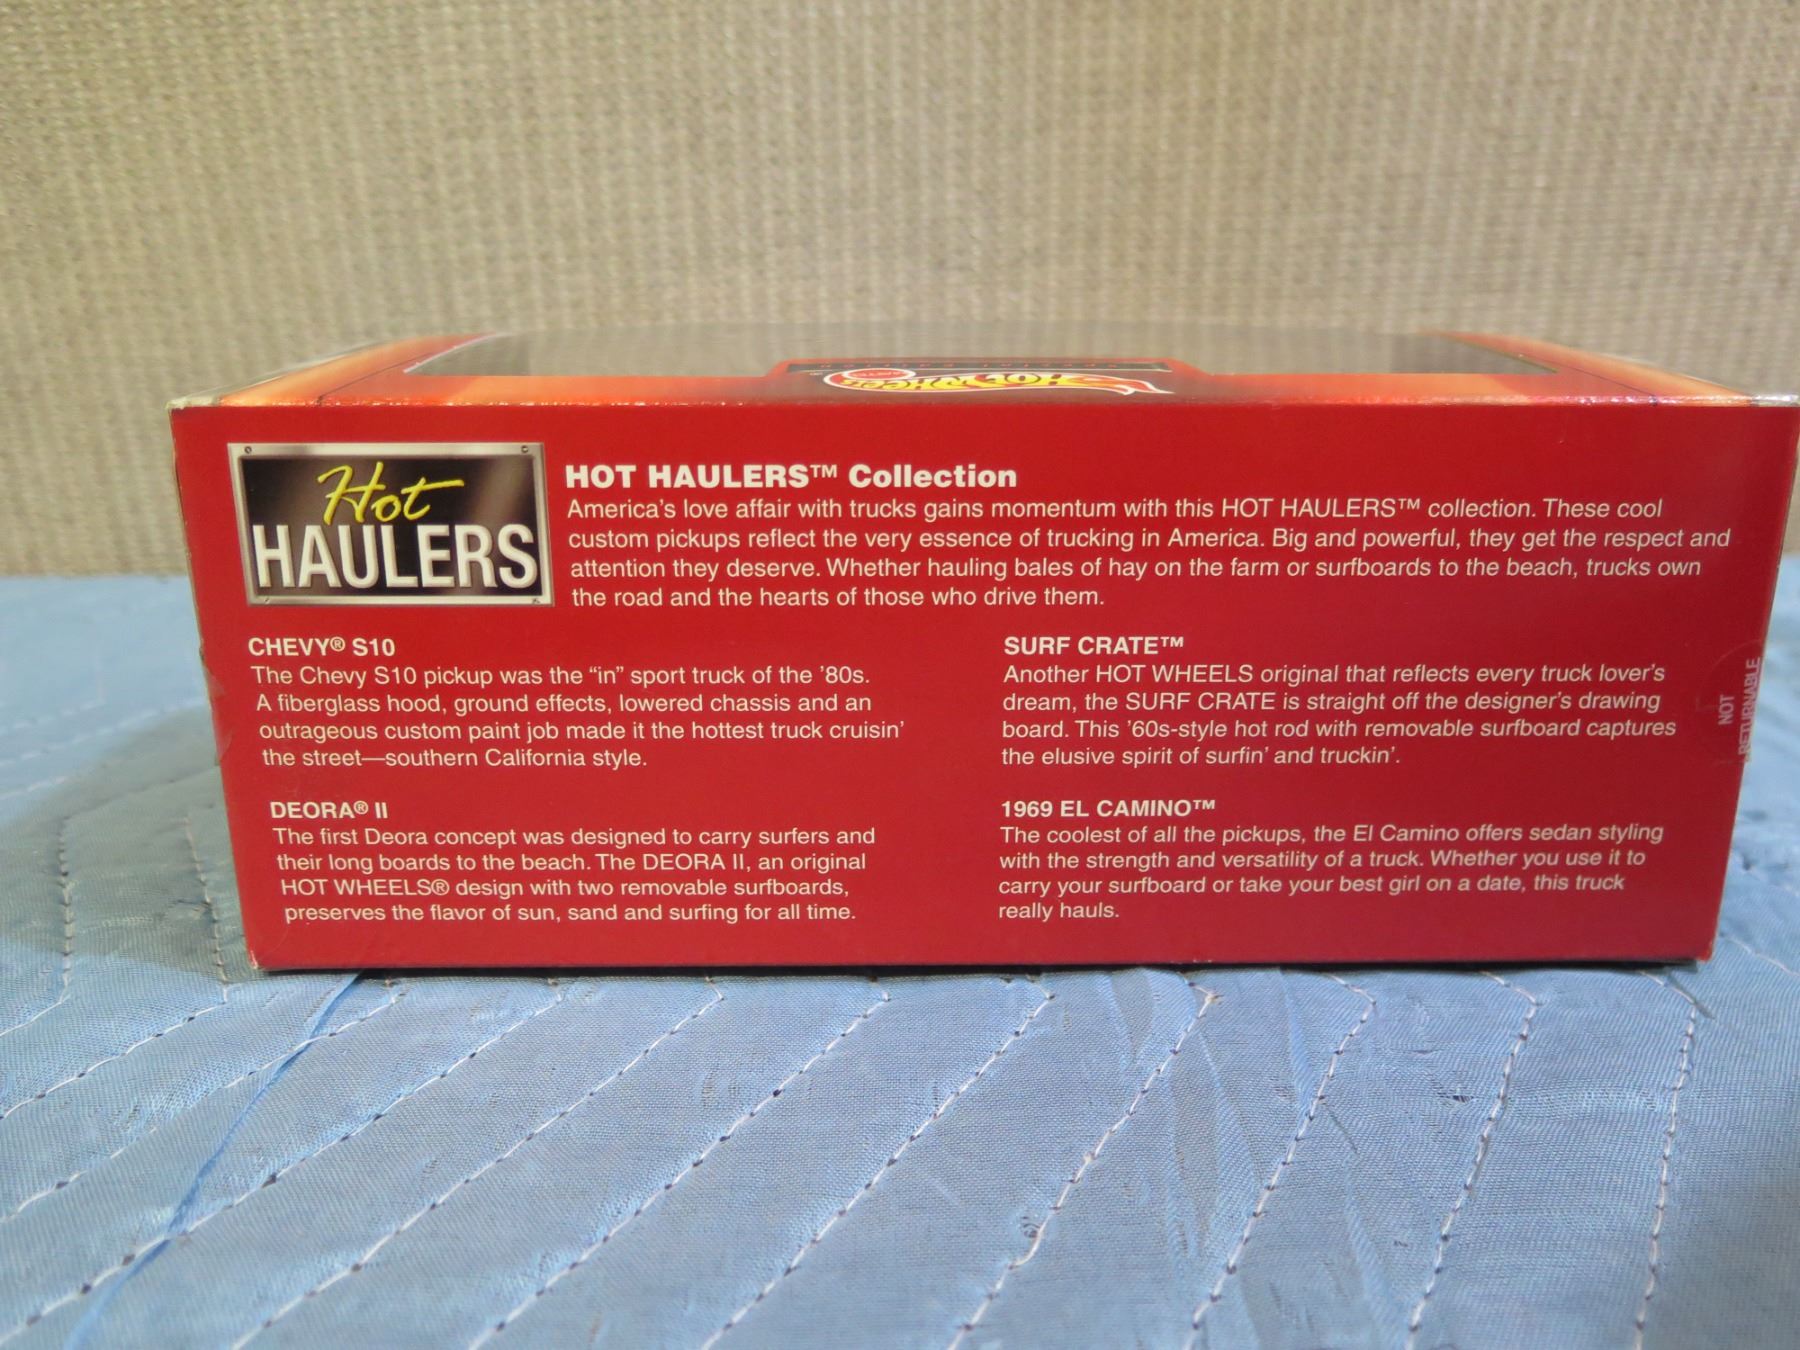 HOT WHEELS
MATTEL
Hot
HAULERS
HOT HAULERS™ Collection
America's love affair with trucks gains momentum with this HOT HAULERS™ collection. These cool
custom pickups reflect the very essence of trucking in America. Big and powerful, they get the respect and
attention they deserve. Whether hauling bales of hay on the farm or surfboards to the beach, trucks own
the road and the hearts of those who drive them.
CHEVY® S10
The Chevy S10 pickup was the “in” sport truck of the ’80s.
A fiberglass hood, ground effects, lowered chassis and an
outrageous custom paint job made it the hottest truck cruisin’
the street—southern California style.
DEORA® II
The first Deora concept was designed to carry surfers and
their long boards to the beach. The DEORA II, an original
HOT WHEELS® design with two removable surfboards,
preserves the flavor of sun, sand and surfing for all time.
SURF CRATE™
Another HOT WHEELS original that reflects every truck lover’s
dream, the SURF CRATE is straight off the designer’s drawing
board. This ’60s-style hot rod with removable surfboard captures
the elusive spirit of surfin’ and truckin’.
1969 EL CAMINO™
The coolest of all the pickups, the El Camino offers sedan styling
with the strength and versatility of a truck. Whether you use it to
carry your surfboard or take your best girl on a date, this truck
really hauls.
NOT
RETURNABLE